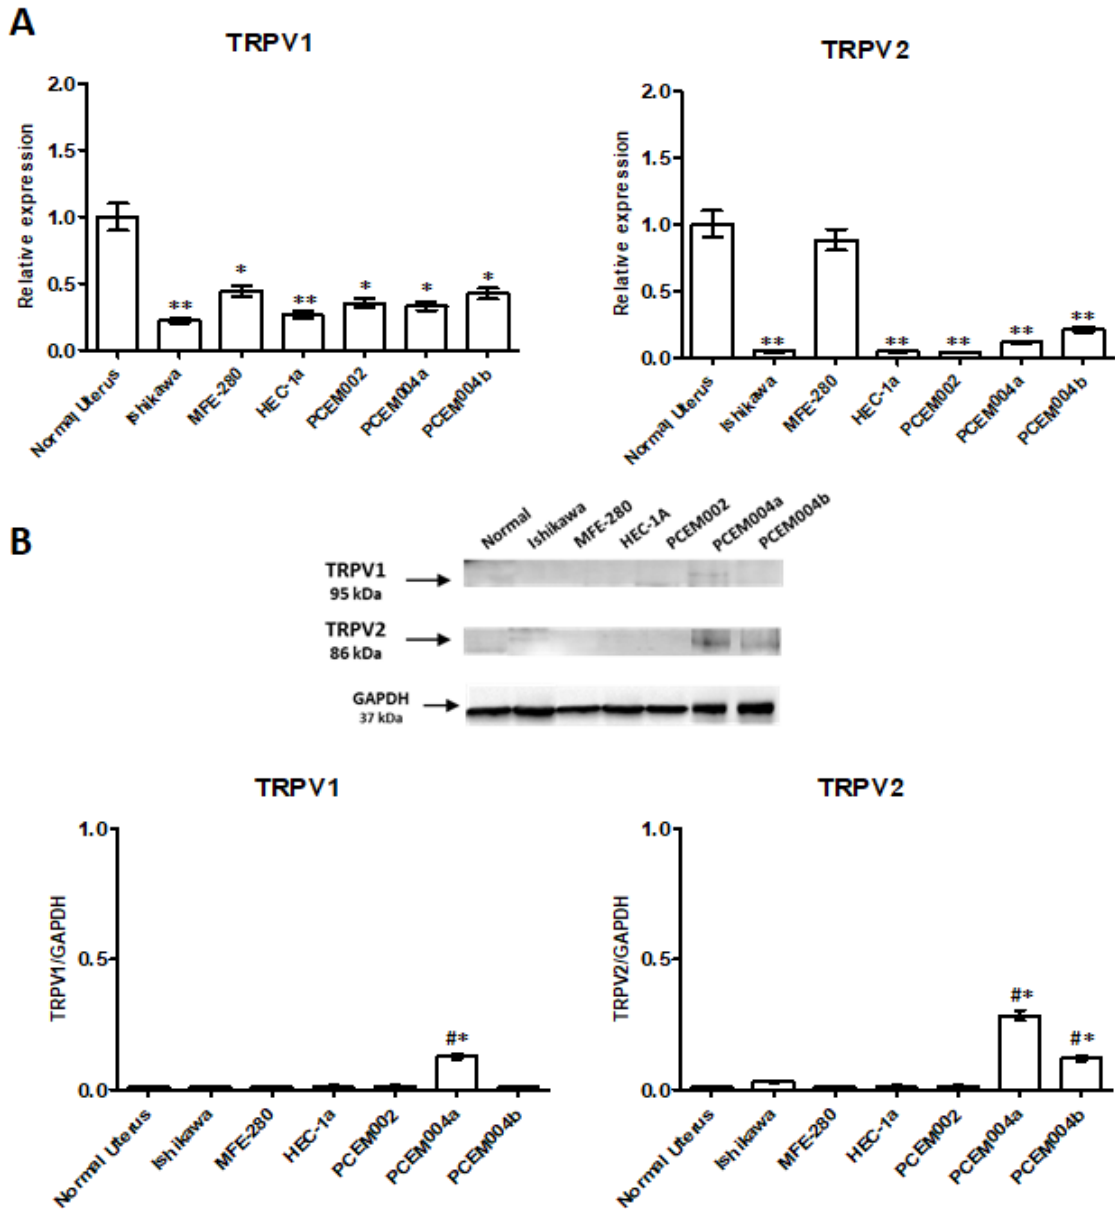 A
TRPV1
Relative expression
2.0
1.5
1.0
0.5
0.0
**
*
**
*
*
*
Normal Uterus
Ishikawa
MFE-280
HEC-1a
PCEM002
PCEM004a
PCEM004b
TRPV2
Relative expression
2.0
1.5
1.0
0.5
0.0
**
**
**
**
**
Normal Uterus
Ishikawa
MFE-280
HEC-1a
PCEM002
PCEM004a
PCEM004b
B
Normal
Ishikawa
MFE-280
HEC-1A
PCEM002
PCEM004a
PCEM004b
TRPV1
95 kDa
TRPV2
86 kDa
GAPDH
37 kDa
TRPV1
TRPV1/GAPDH
1.0
0.5
0.0
#*
Normal Uterus
Ishikawa
MFE-280
HEC-1a
PCEM002
PCEM004a
PCEM004b
TRPV2
TRPV2/GAPDH
1.0
0.5
0.0
#*
#*
Normal Uterus
Ishikawa
MFE-280
HEC-1a
PCEM002
PCEM004a
PCEM004b